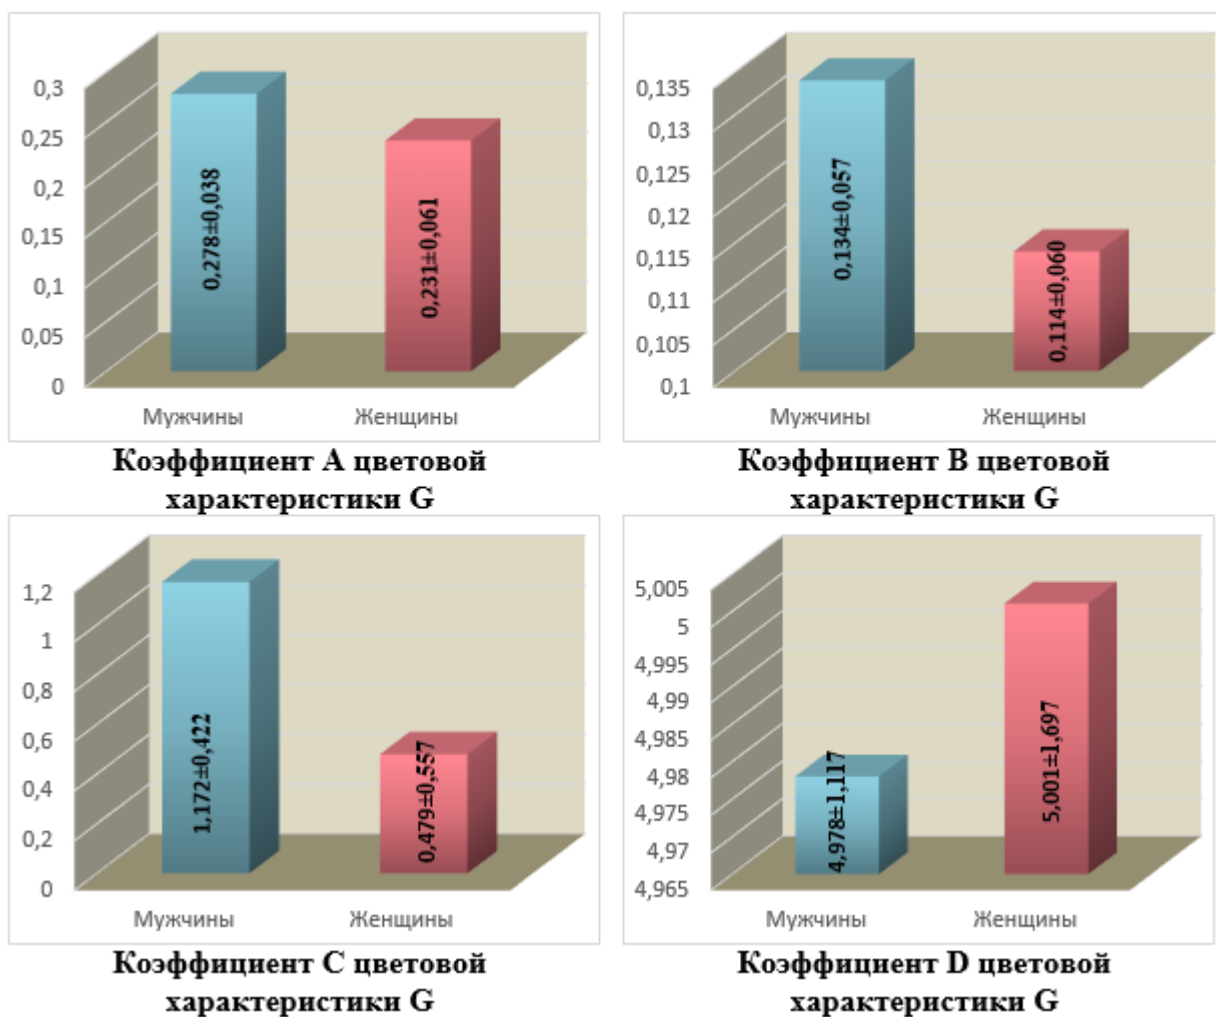 0,3
0,25
0,2
0,15
0,1
0,05
0
0,278±0,038
0,231±0,061
Мужчины
Женщины
Коэффициент А цветовой
характеристики G
0,135
0,13
0,125
0,12
0,115
0,11
0,105
0,1
0,134±0,057
0,114±0,060
Мужчины
Женщины
Коэффициент В цветовой
характеристики G
1,2
1
0,8
0,6
0,4
0,2
0
1,172±0,422
0,479±0,557
Мужчины
Женщины
Коэффициент С цветовой
характеристики G
5,005
5
4,995
4,99
4,985
4,98
4,975
4,97
4,965
4,978±1,117
5,001±1,697
Мужчины
Женщины
Коэффициент D цветовой
характеристики G